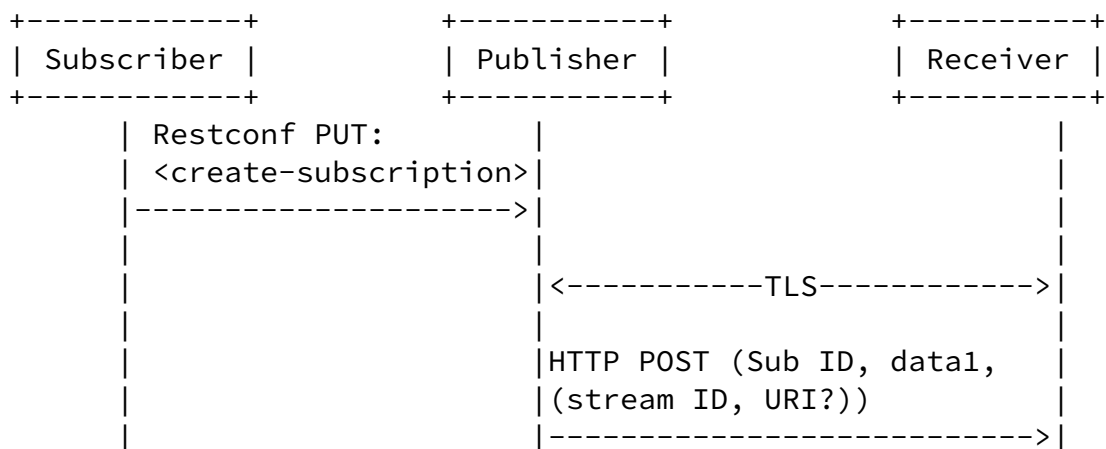 +------------+ +-----------+ +----------+
| Subscriber | | Publisher | | Receiver |
+------------+ +-----------+ +----------+
| Restconf PUT: | |
| <create-subscription>| |
|--------------------->| |
| | |
| |<-----------TLS------------>|
| | |
| |HTTP POST (Sub ID, data1, |
| |(stream ID, URI?)) |
| |--------------------------->|